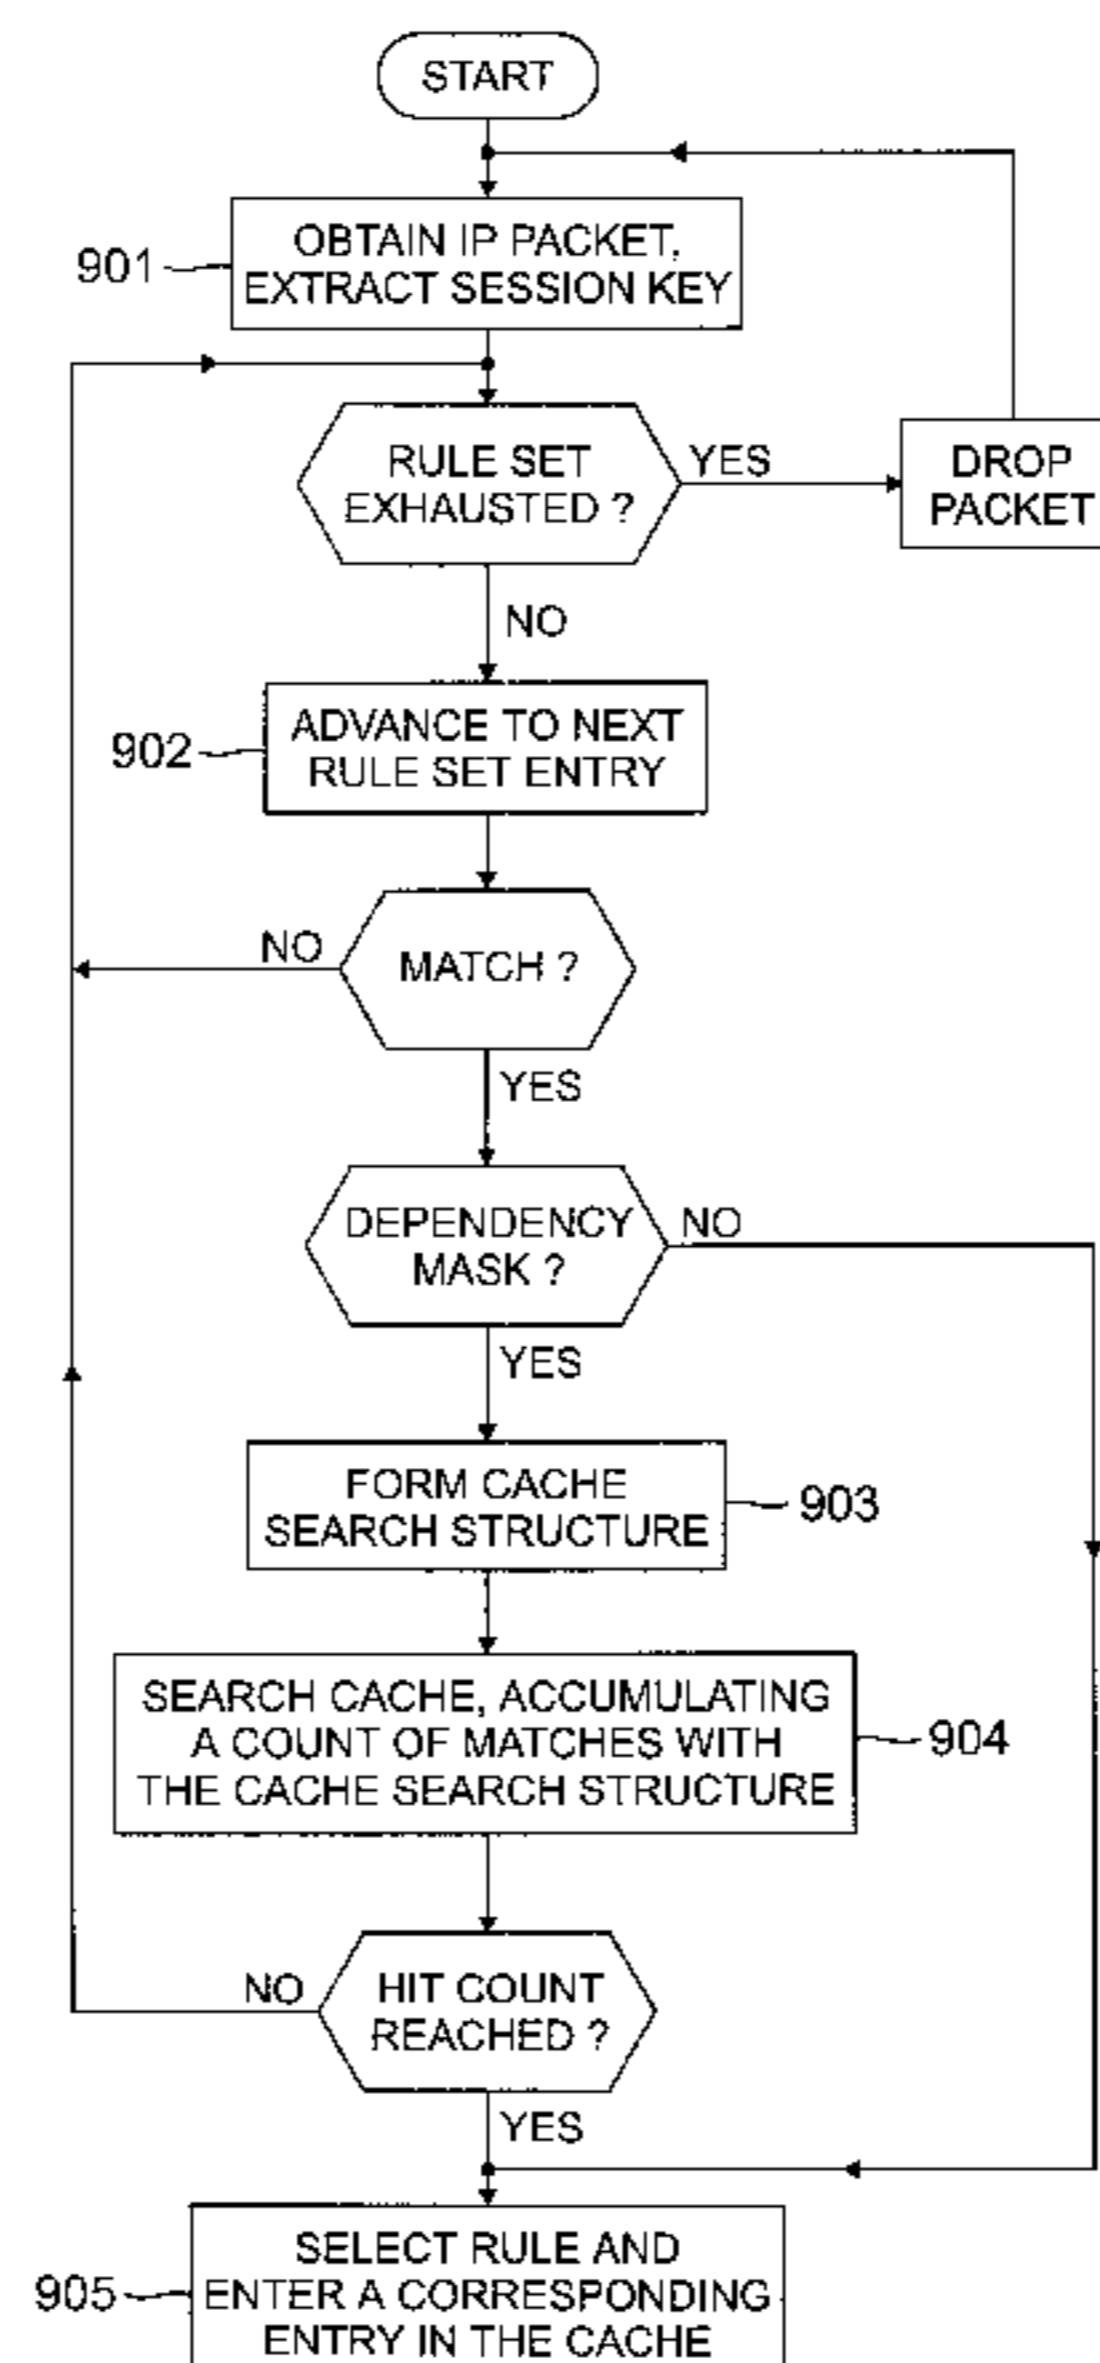 START
OBTAIN IP PACKET,
EXTRACT SESSION KEY
901
RULE SET
EXHAUSTED ?
YES
DROP
PACKET
NO
ADVANCE TO NEXT
RULE SET ENTRY
902
NO
MATCH ?
YES
DEPENDENCY
MASK ?
NO
YES
FORM CACHE
SEARCH STRUCTURE
903
SEARCH CACHE, ACCUMULATING
A COUNT OF MATCHES WITH
THE CACHE SEARCH STRUCTURE
904
NO
HIT COUNT
REACHED ?
YES
SELECT RULE AND
ENTER A CORRESPONDING
ENTRY IN THE CACHE
905